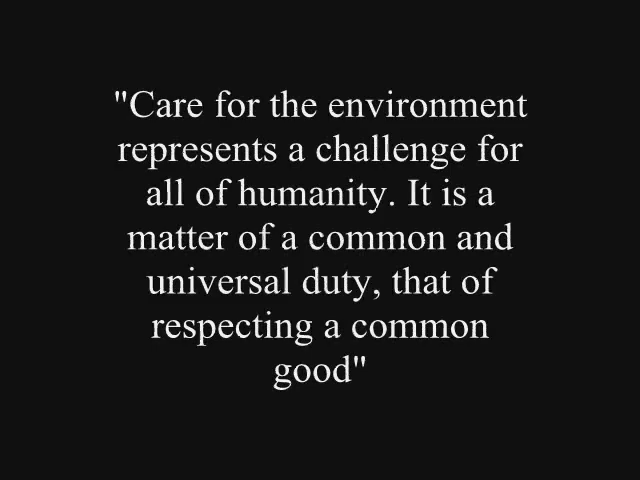 "Care for the environment
represents a challenge for
all of humanity. It is a
matter of a common and
universal duty, that of
respecting a common
good"